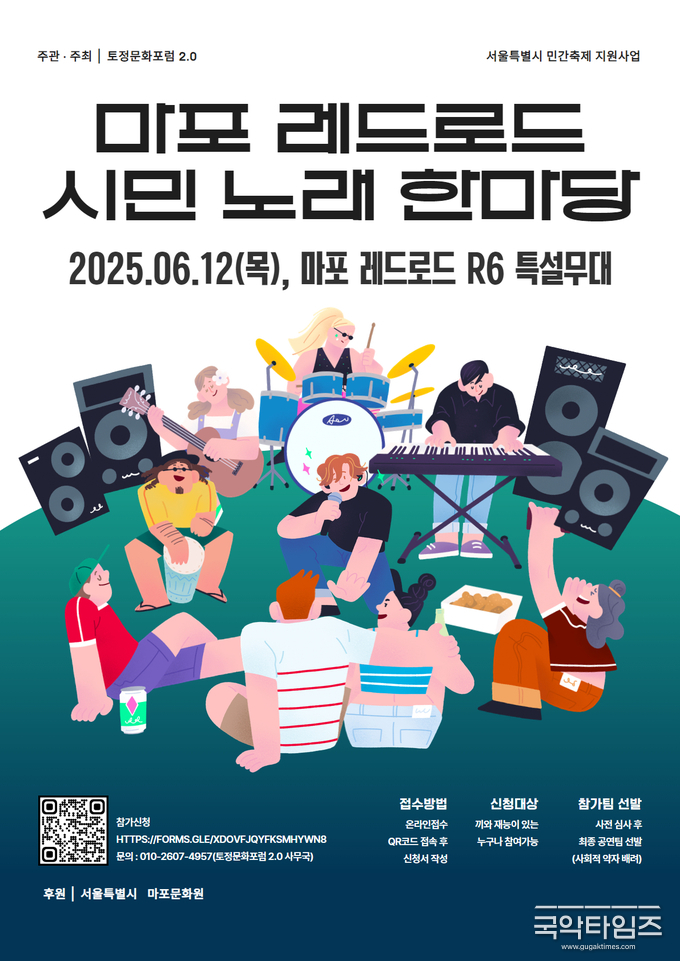 주관 · 주최 | 토정문화포럼 2.0
서울특별시 민간축제 지원사업
마포 레드로드
시민 노래 한마당
2025.06.12(목), 마포 레드로드 R6 특설무대
참가신청
HTTPS://FORMS.GLE/XDOVFJQYFKSMHYWN8
문의 : 010-2607-4957(토정문화포럼 2.0 사무국)
접수방법
온라인접수
QR코드 접속 후
신청서 작성
신청대상
끼와 재능이 있는
누구나 참여가능
참가팀 선발
사전 심사 후
최종 공연팀 선발
(사회적 약자 배려)
후원 | 서울특별시 마포문화원
국악타임즈
www.gugaktimes.com